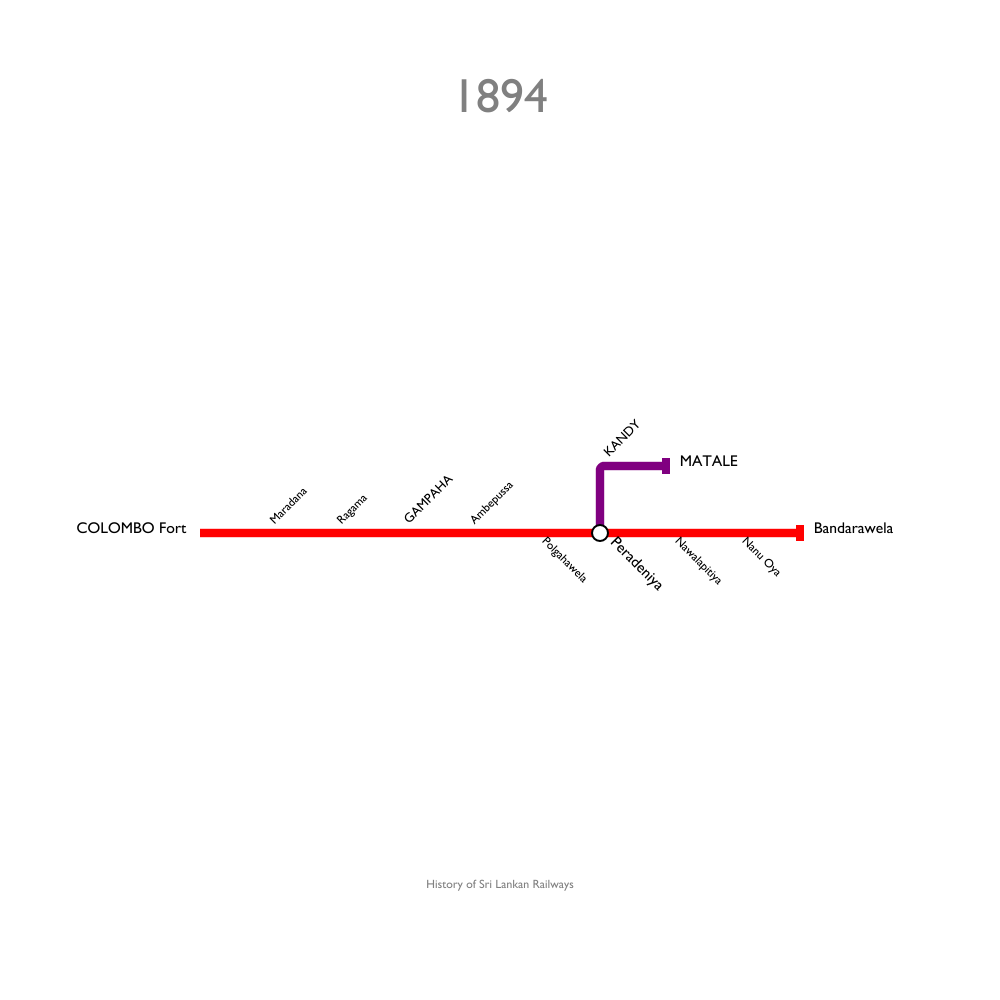 1894
KANDY
MATALE
COLOMBO Fort
Maradana
Ragama
GAMPAHA
Ambepussa
Polgahawela
Peradeniya
Nawalapitiya
Nanu Oya
Bandarawela
History of Sri Lankan Railways